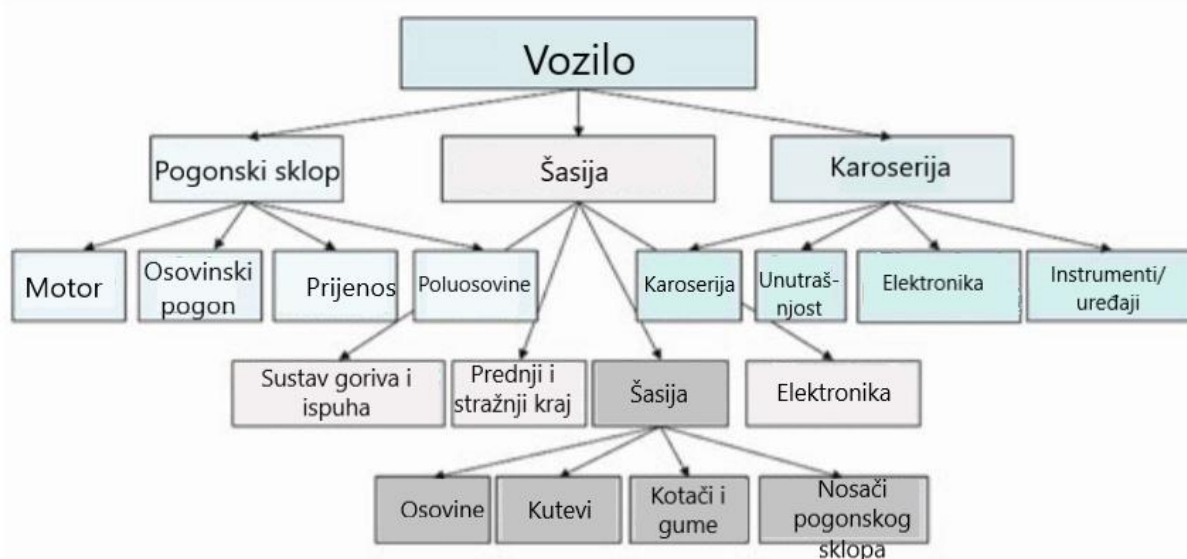 Vozilo
Pogonski sklop
Šasija
Karoserija
Motor
Osovinski
pogon
Prijenos
Poluosovine
Karoserija
Unutraš-
njost
Elektronika
Instrumenti/
uređaji
Sustav goriva i
ispuha
Prednji i
stražnji kraj
Šasija
Elektronika
Osovine
Kutevi
Kotači i
gume
Nosači
pogonskog
sklopa